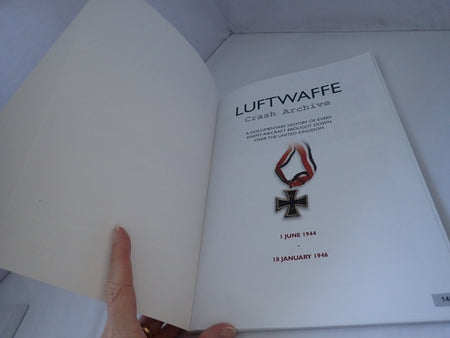 LUFTWAFFE
Crash Archive
A DOCUMENTARY HISTORY OF EVERY
ENEMY AIRCRAFT BROUGHT DOWN
OVER THE UNITED KINGDOM
1 JUNE 1944
-
18 JANUARY 1946